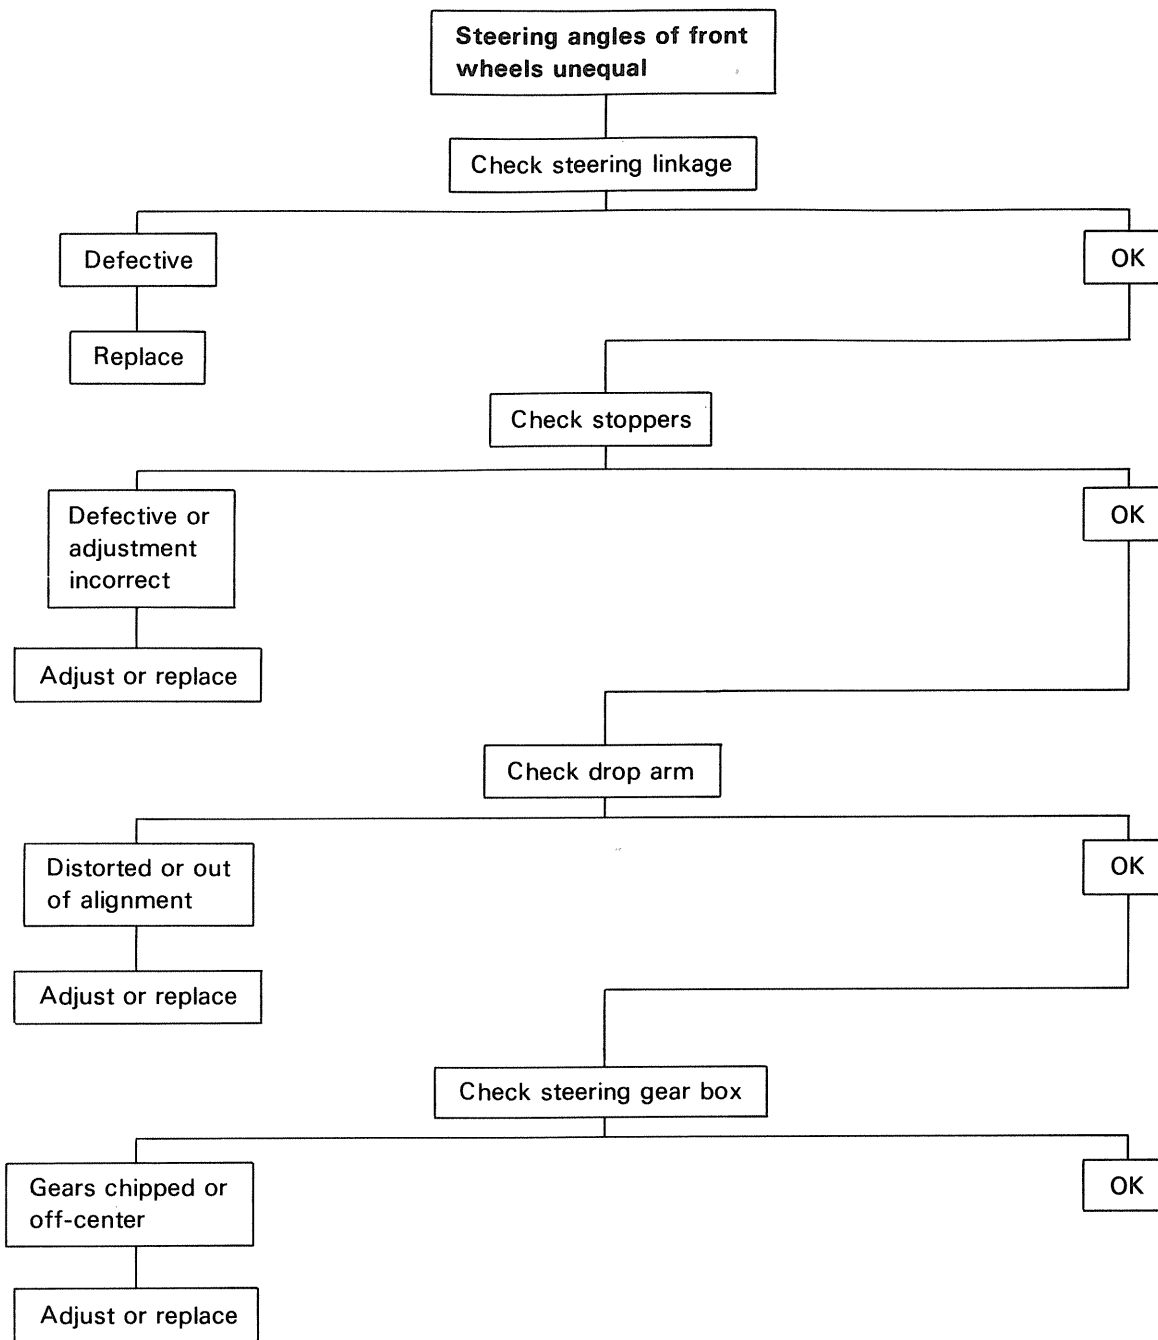 Steering angles of front
wheels unequal
Check steering linkage
Defective
OK
Replace
Check stoppers
Defective or
adjustment
incorrect
OK
Adjust or replace
Check drop arm
Distorted or out
of alignment
OK
Adjust or replace
Check steering gear box
Gears chipped or
off-center
OK
Adjust or replace